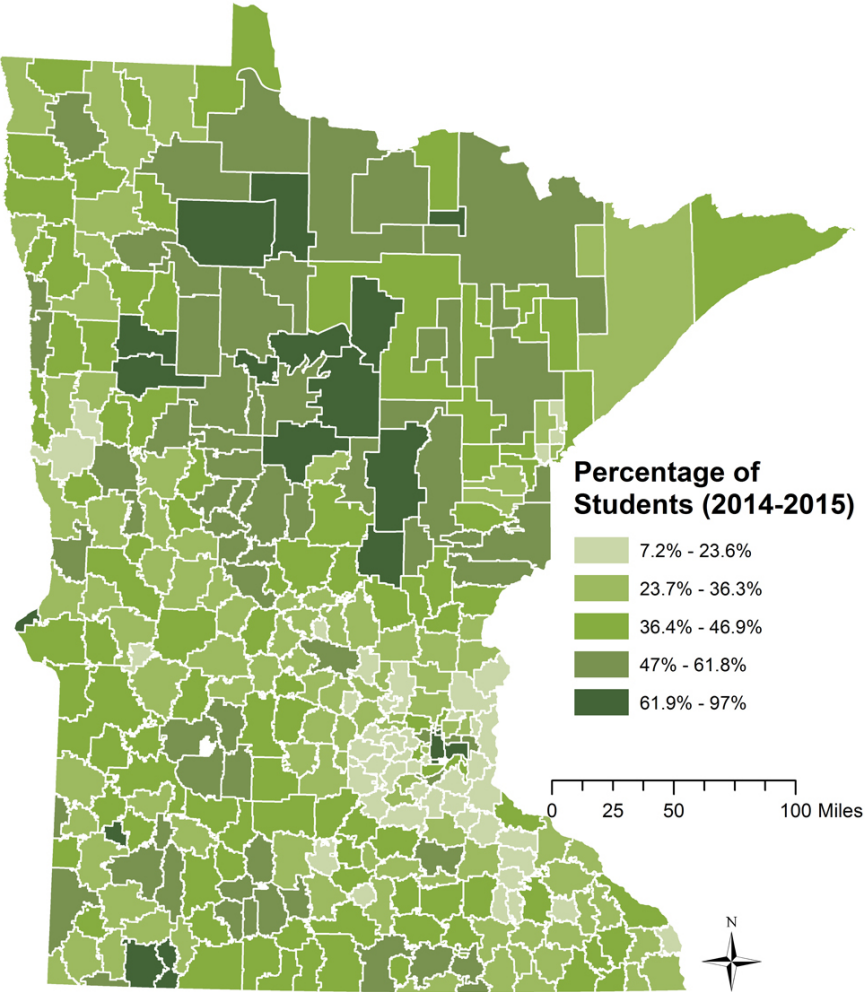 Percentage of
Students (2014-2015)
7.2% - 23.6%
23.7% - 36.3%
36.4% - 46.9%
47% - 61.8%
61.9% - 97%
0 25 50 100 Miles
N